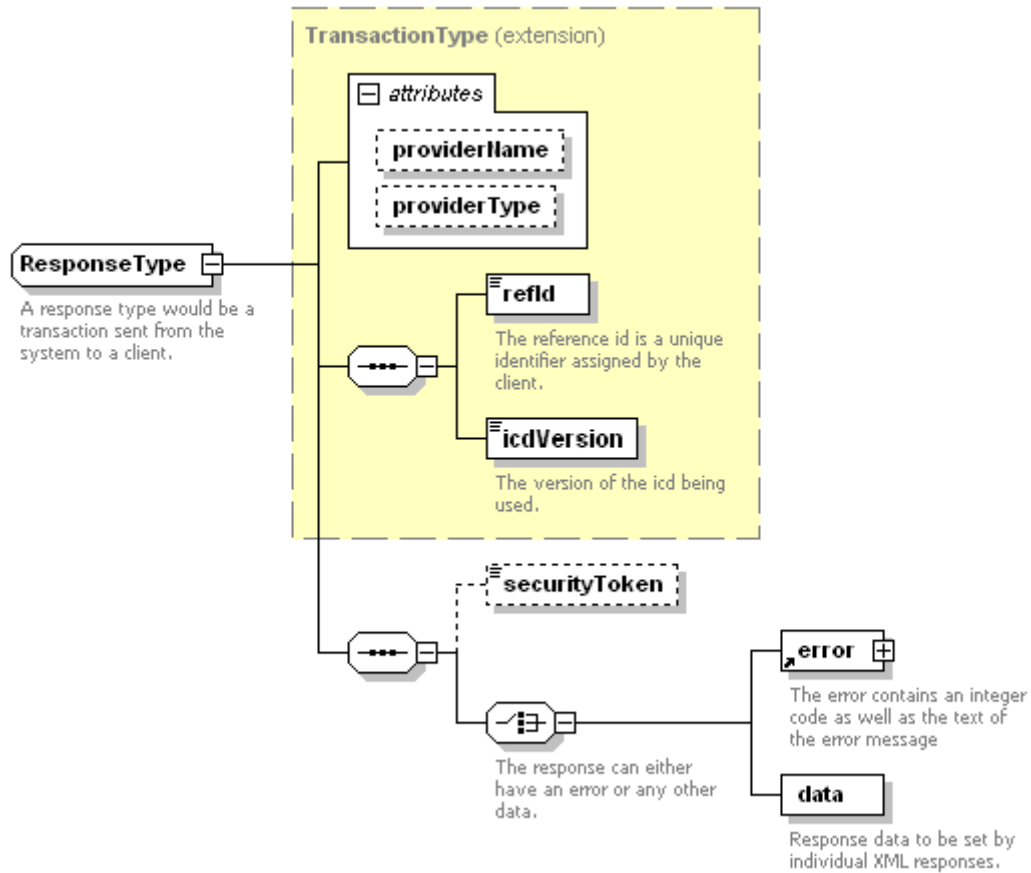 TransactionType (extension)
attributes
providerName
providerType
ResponseType
A response type would be a
transaction sent from the
system to a client.
refId
The reference id is a unique
identifier assigned by the
client.
icdVersion
The version of the icd being
used.
securityToken
error
The error contains an integer
code as well as the text of
the error message
The response can either
have an error or any other
data.
data
Response data to be set by
individual XML responses.